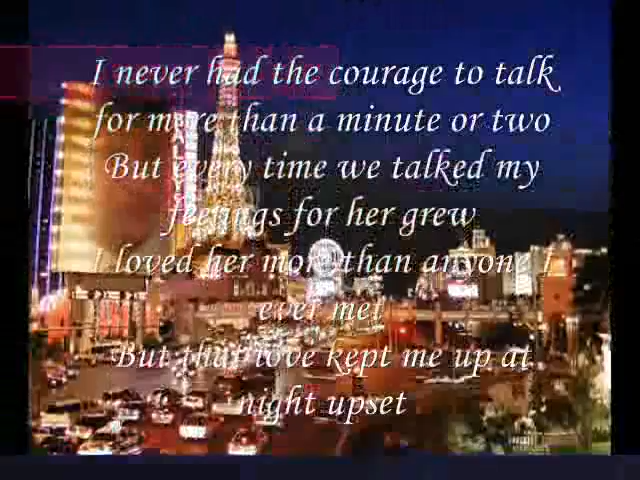 I never had the courage to talk
for more than a minute or two
But every time we talked my
feelings for her grew
I loved her more than anyone I
ever met
But that love kept me up at
night upset